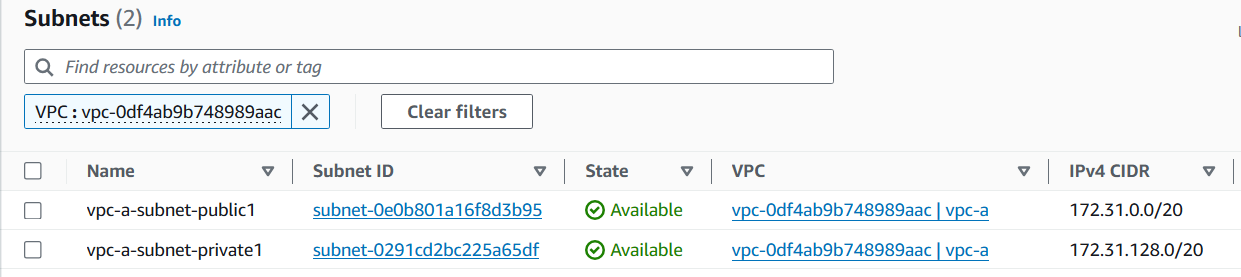 Subnets (2) Info
Find resources by attribute or tag
VPC : vpc-0df4ab9b748989aac Clear filters
Name Subnet ID State VPC IPv4 CIDR
vpc-a-subnet-public1 subnet-0e0b801a16f8d3b95 Available vpc-0df4ab9b748989aac | vpc-a 172.31.0.0/20
vpc-a-subnet-private1 subnet-0291cd2bc225a65df Available vpc-0df4ab9b748989aac | vpc-a 172.31.128.0/20